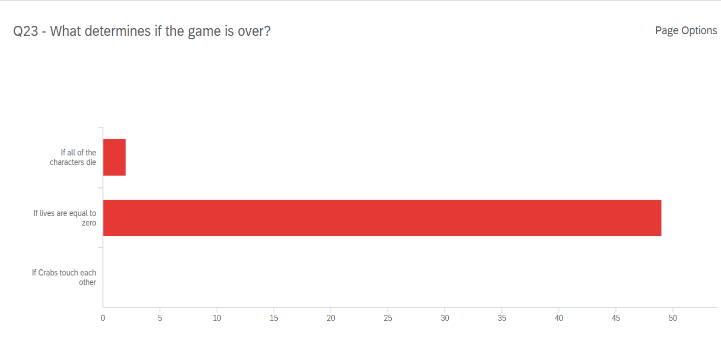 Q23 - What determines if the game is over?
Page Options
If all of the
characters die
If lives are equal to
zero
If Crabs touch each
other
0 5 10 15 20 25 30 35 40 45 50